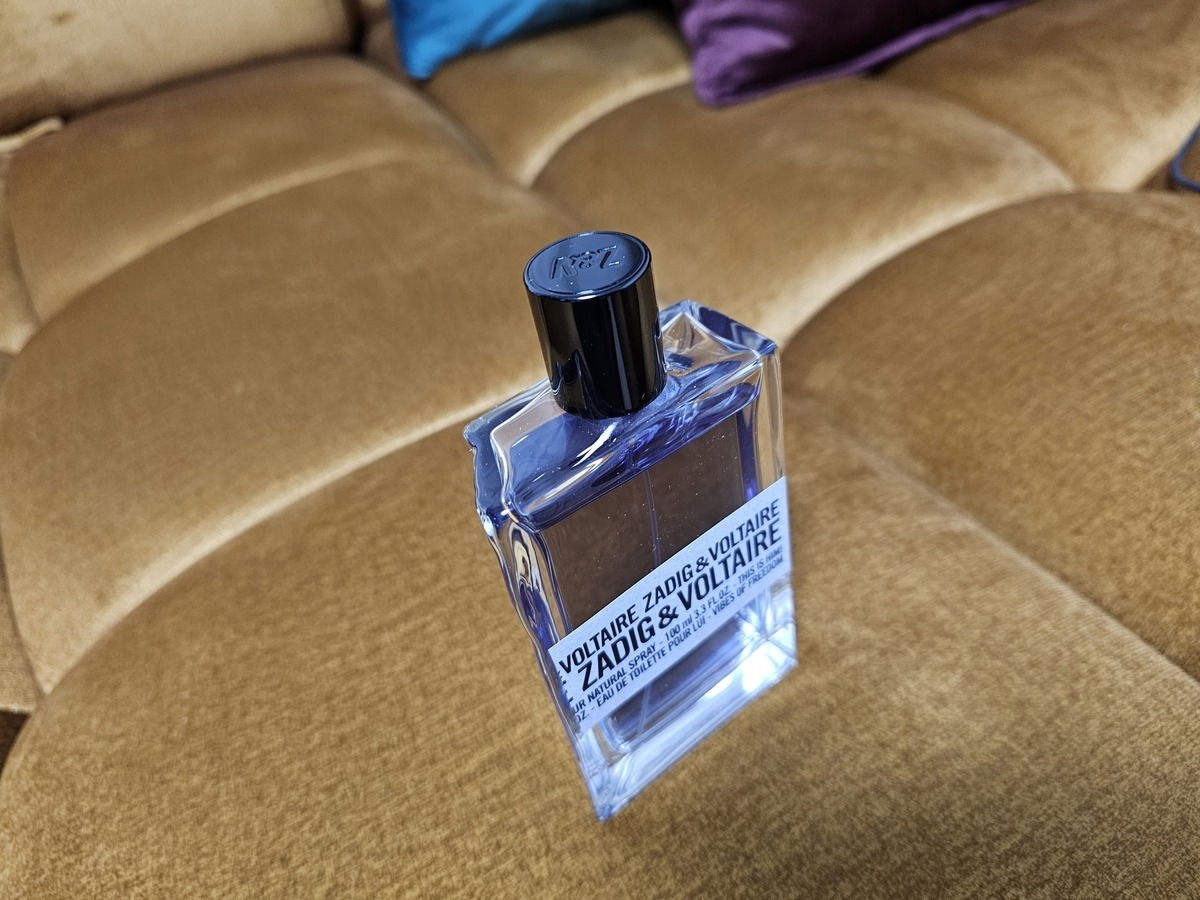 Z&V
VOLTAIRE ZADIG & VOLTAIRE
ZADIG & VOLTAIRE
UR NATURAL SPRAY - 100 ml 3.3 FL OZ. - THIS IS HIM!
OZ. - EAU DE TOILETTE POUR LUI - VIBES OF FREEDOM